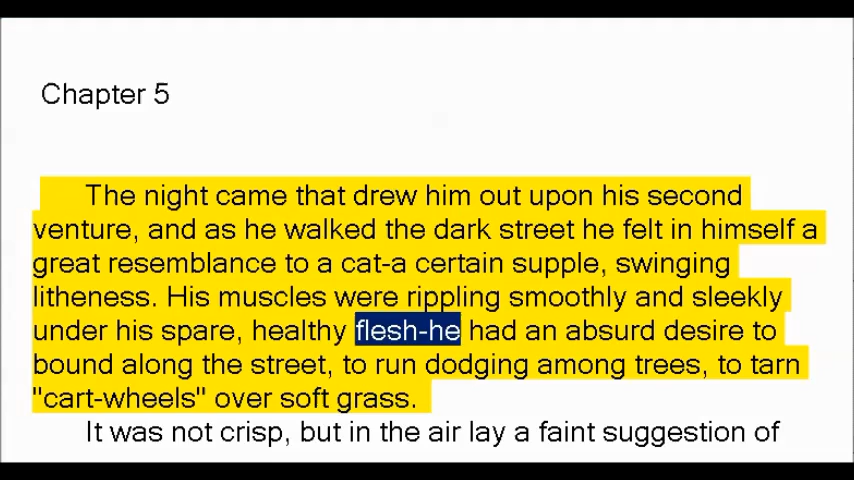 Chapter 5
The night came that drew him out upon his second
venture, and as he walked the dark street he felt in himself a
great resemblance to a cat-a certain supple, swinging
litheness. His muscles were rippling smoothly and sleekly
under his spare, healthy flesh-he had an absurd desire to
bound along the street, to run dodging among trees, to tarn
"cart-wheels" over soft grass.
It was not crisp, but in the air lay a faint suggestion of